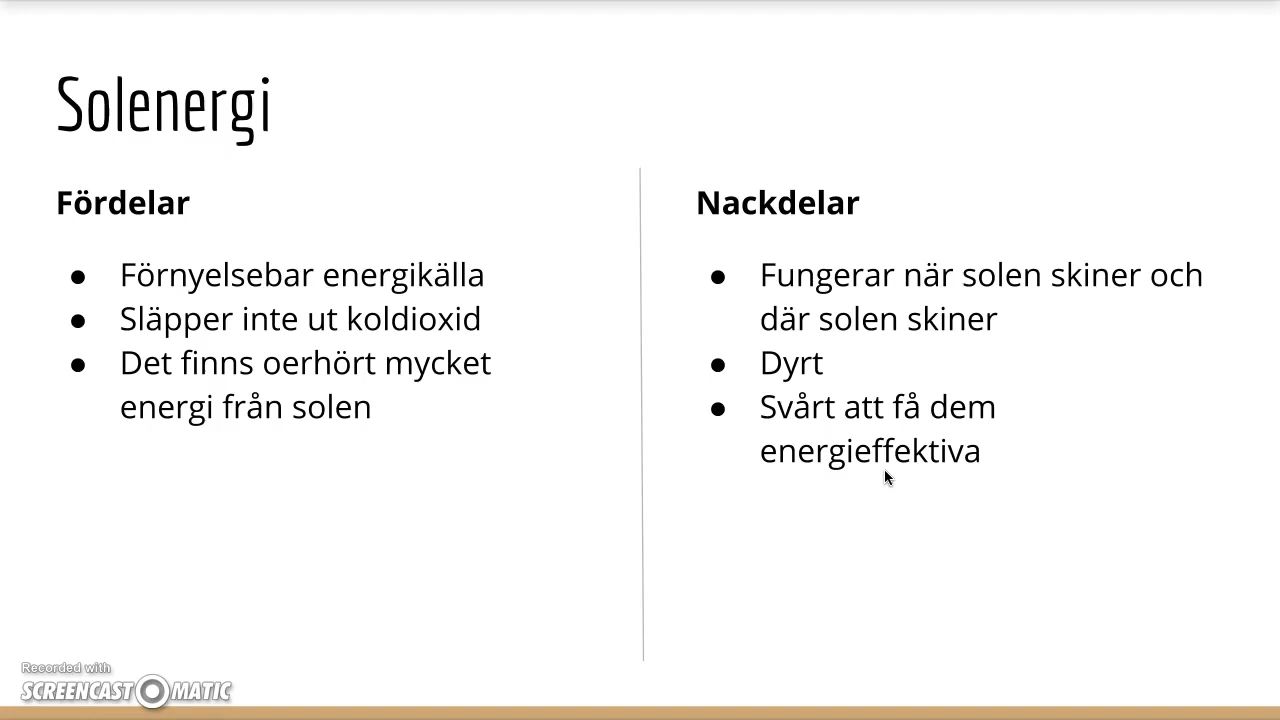 Solenergi
Fördelar
● Förnyelsebar energikälla
● Släpper inte ut koldioxid
● Det finns oerhört mycket
energi från solen
Nackdelar
● Fungerar när solen skiner och
där solen skiner
● Dyrt
● Svårt att få dem
energieffektiva
Recorded with
SCREENCAST-O-MATIC